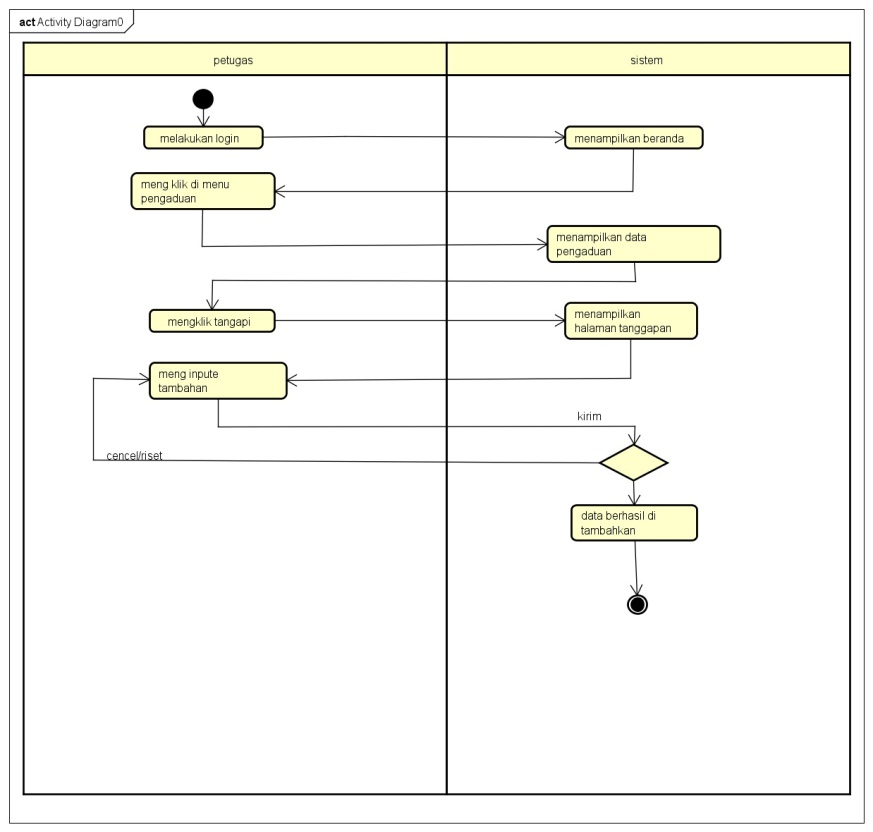 act Activity Diagram0
petugas
sistem
melakukan login
menampilkan beranda
meng klik di menu
pengaduan
menampilkan data
pengaduan
mengklik tangapi
menampilkan
halaman tanggapan
meng inpute
tambahan
kirim
cencel/riset
data berhasil di
tambahkan